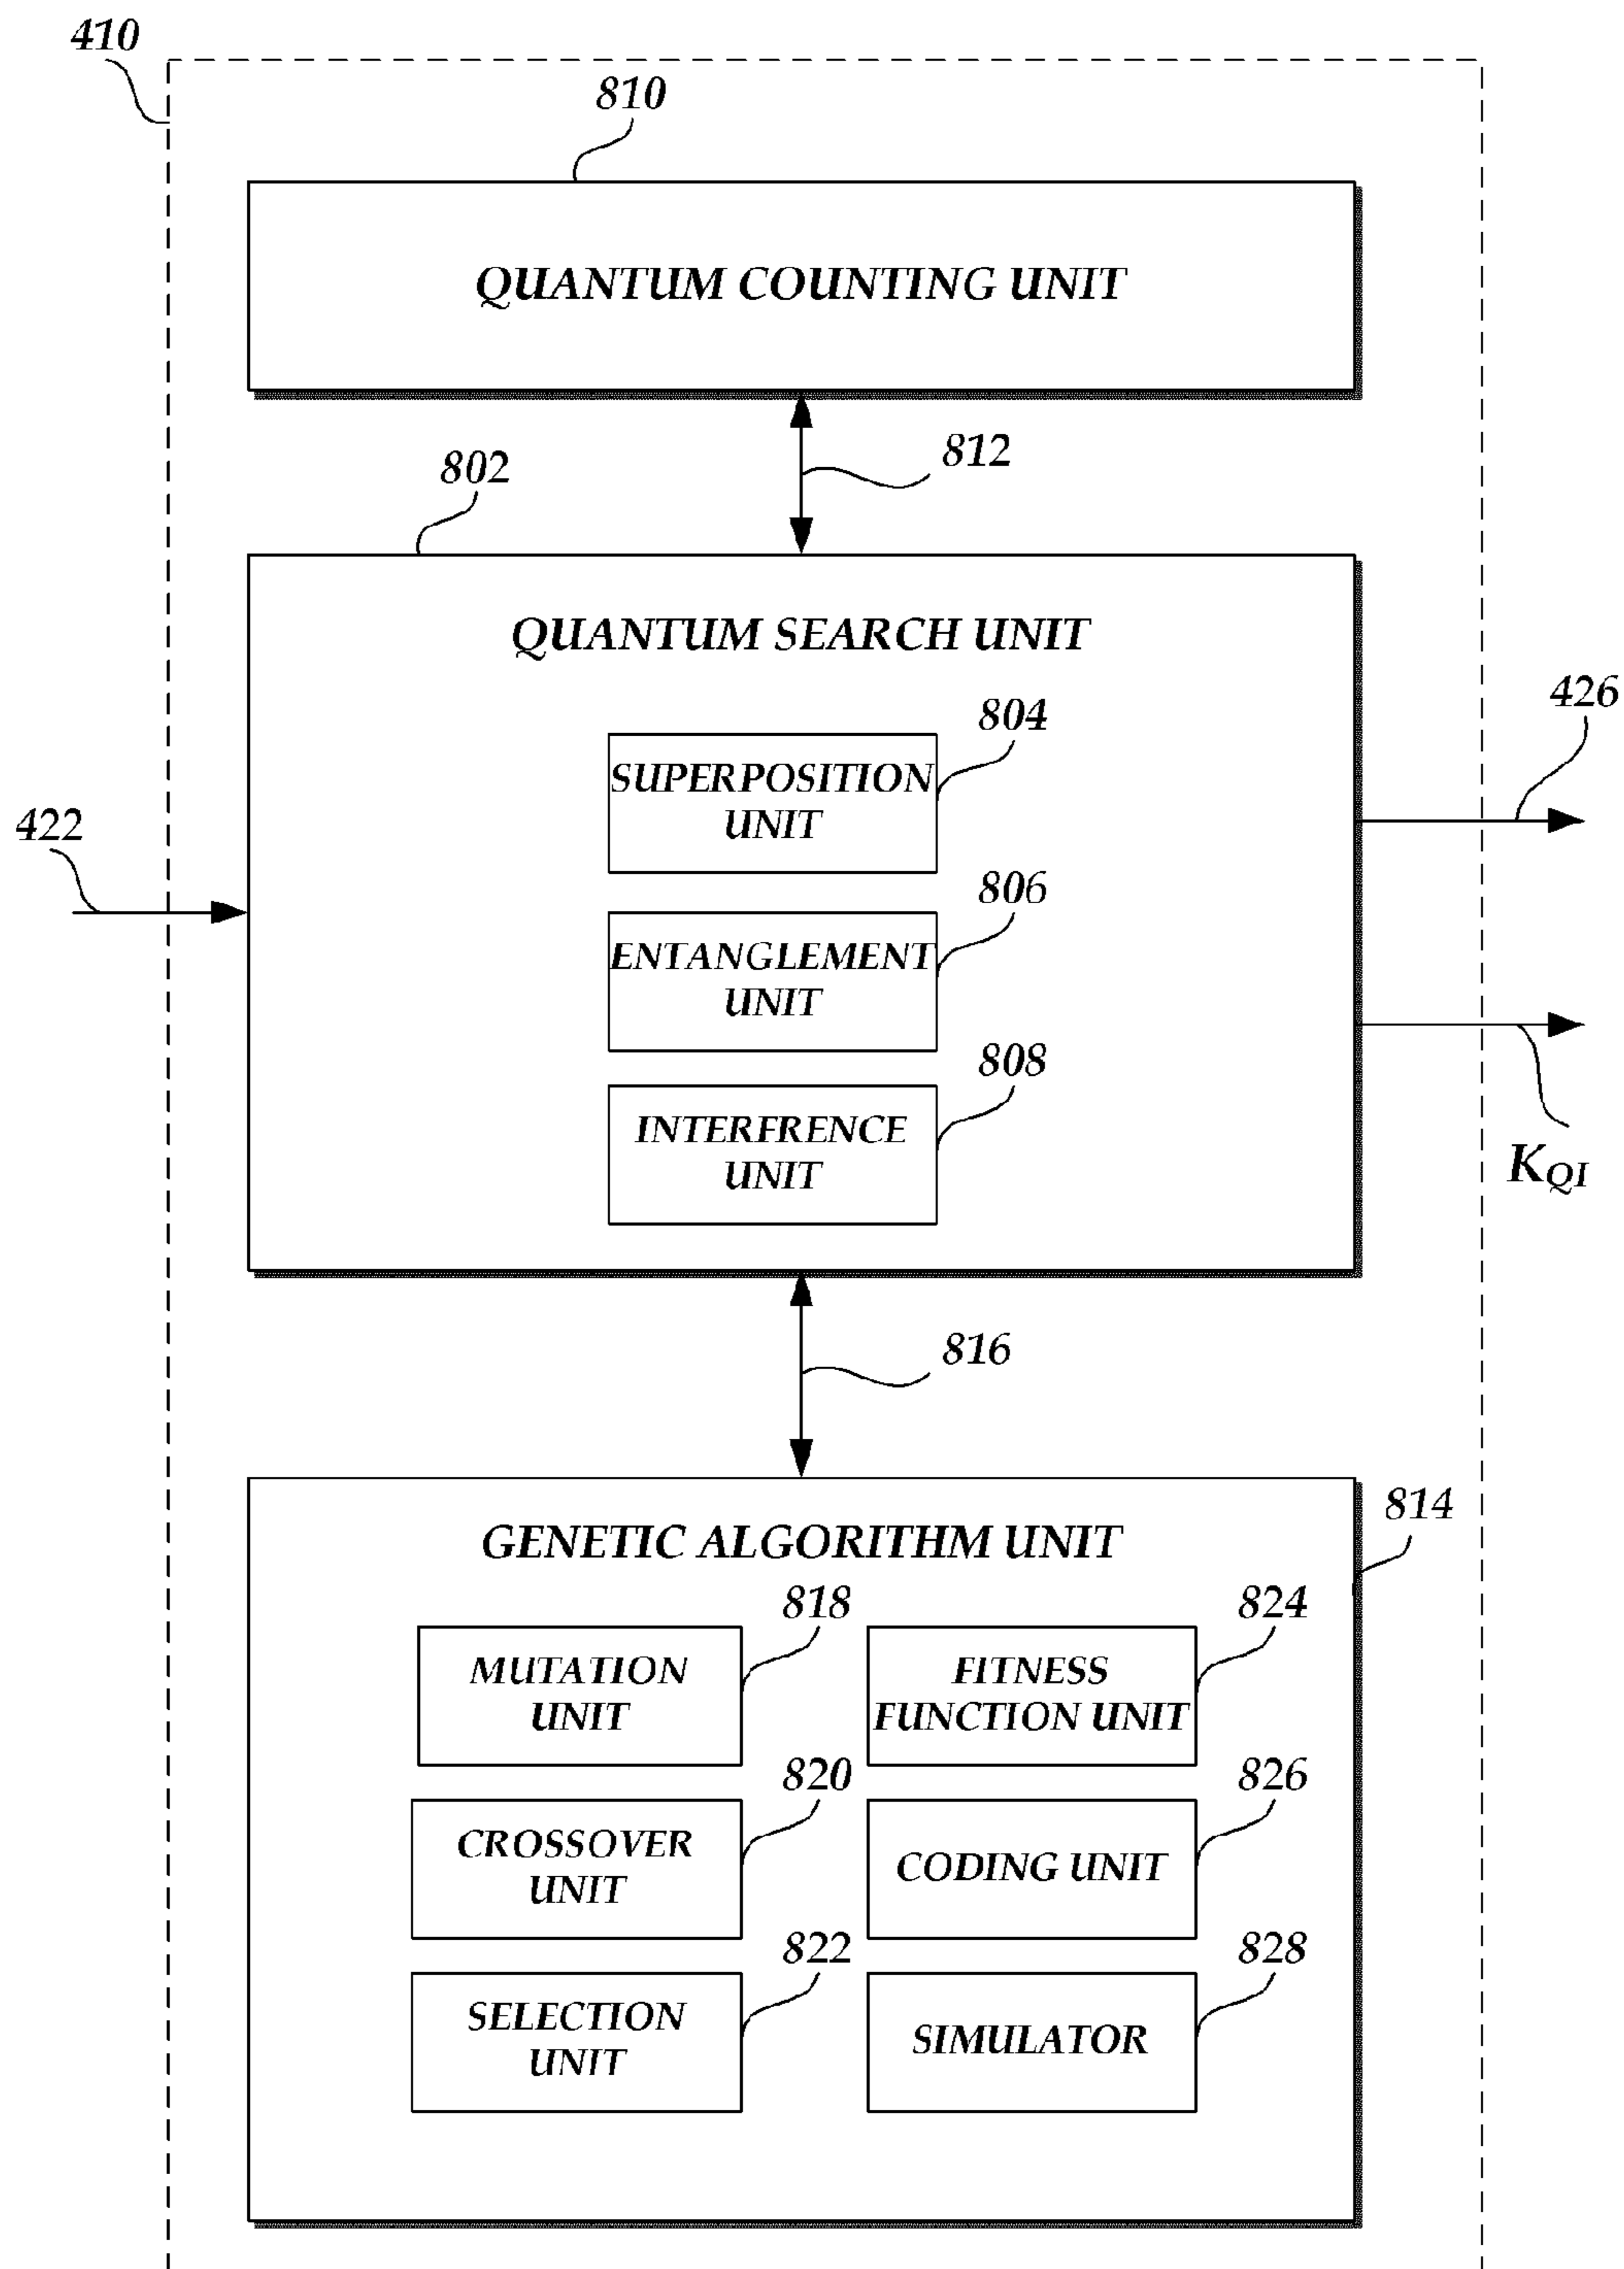 410
810
QUANTUM COUNTING UNIT
812
802
QUANTUM SEARCH UNIT
804
SUPERPOSITION
UNIT
426
422
806
ENTANGLEMENT
UNIT
808
INTERFRENCE
UNIT
KQI
816
814
GENETIC ALGORITHM UNIT
818
MUTATION
UNIT
824
FITNESS
FUNCTION UNIT
820
CROSSOVER
UNIT
826
CODING UNIT
822
SELECTION
UNIT
828
SIMULATOR